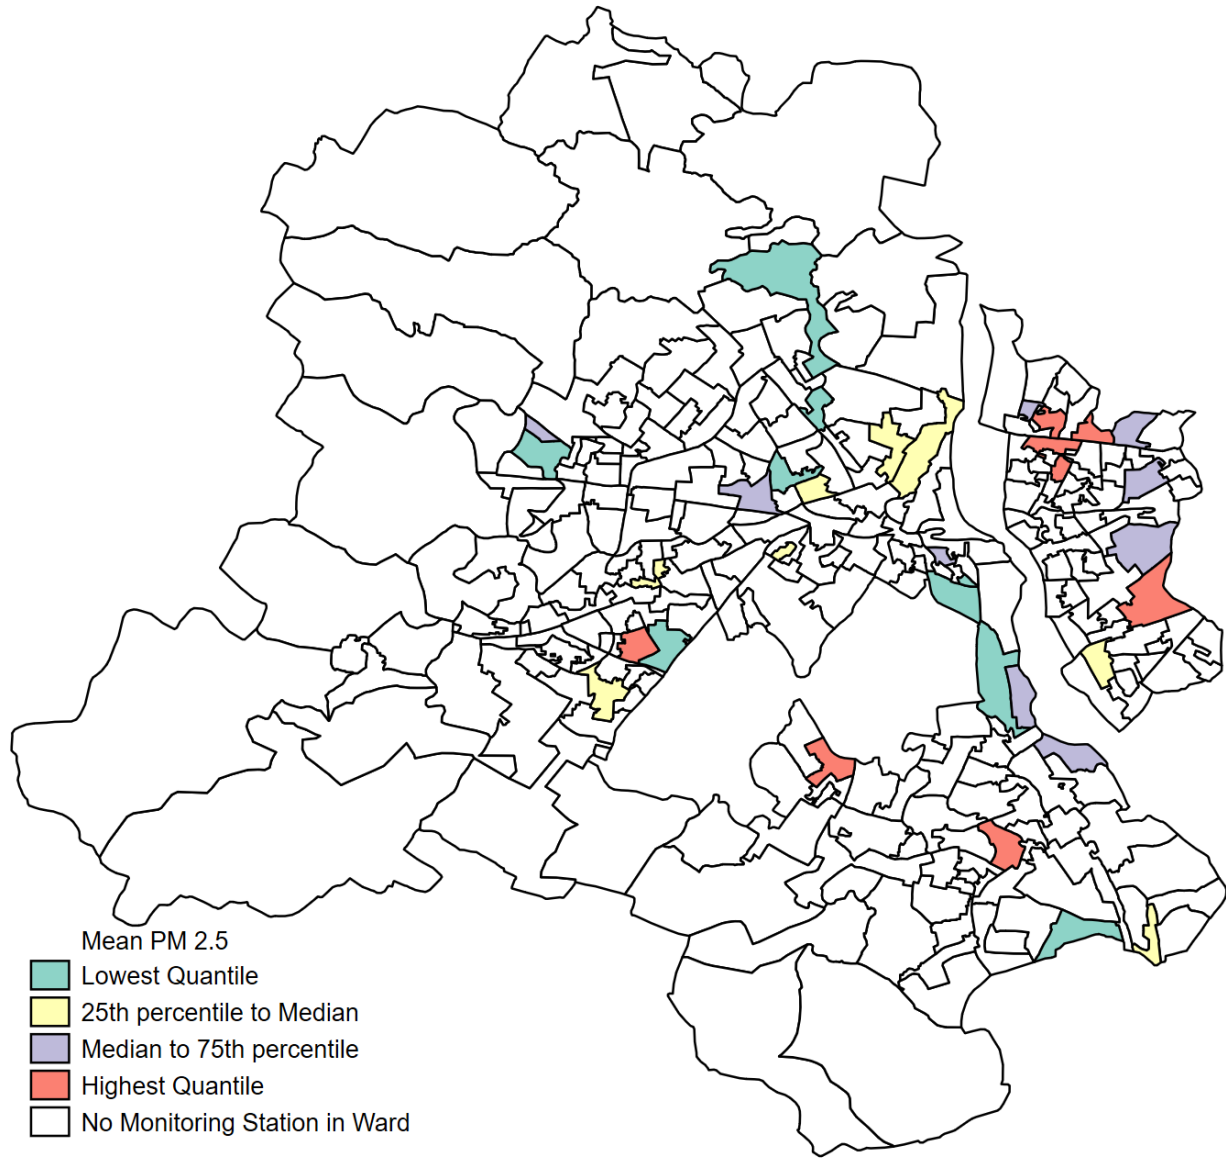 Mean PM 2.5
Lowest Quantile
25th percentile to Median
Median to 75th percentile
Highest Quantile
No Monitoring Station in Ward